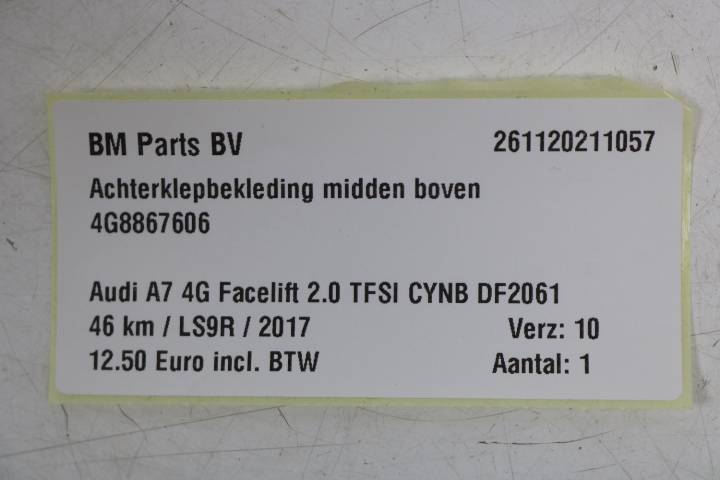 BM Parts BV 261120211057
Achterklepbekleding midden boven
4G8867606
Audi A7 4G Facelift 2.0 TFSI CYNB DF2061
46 km / LS9R / 2017 Verz: 10
12.50 Euro incl. BTW Aantal: 1